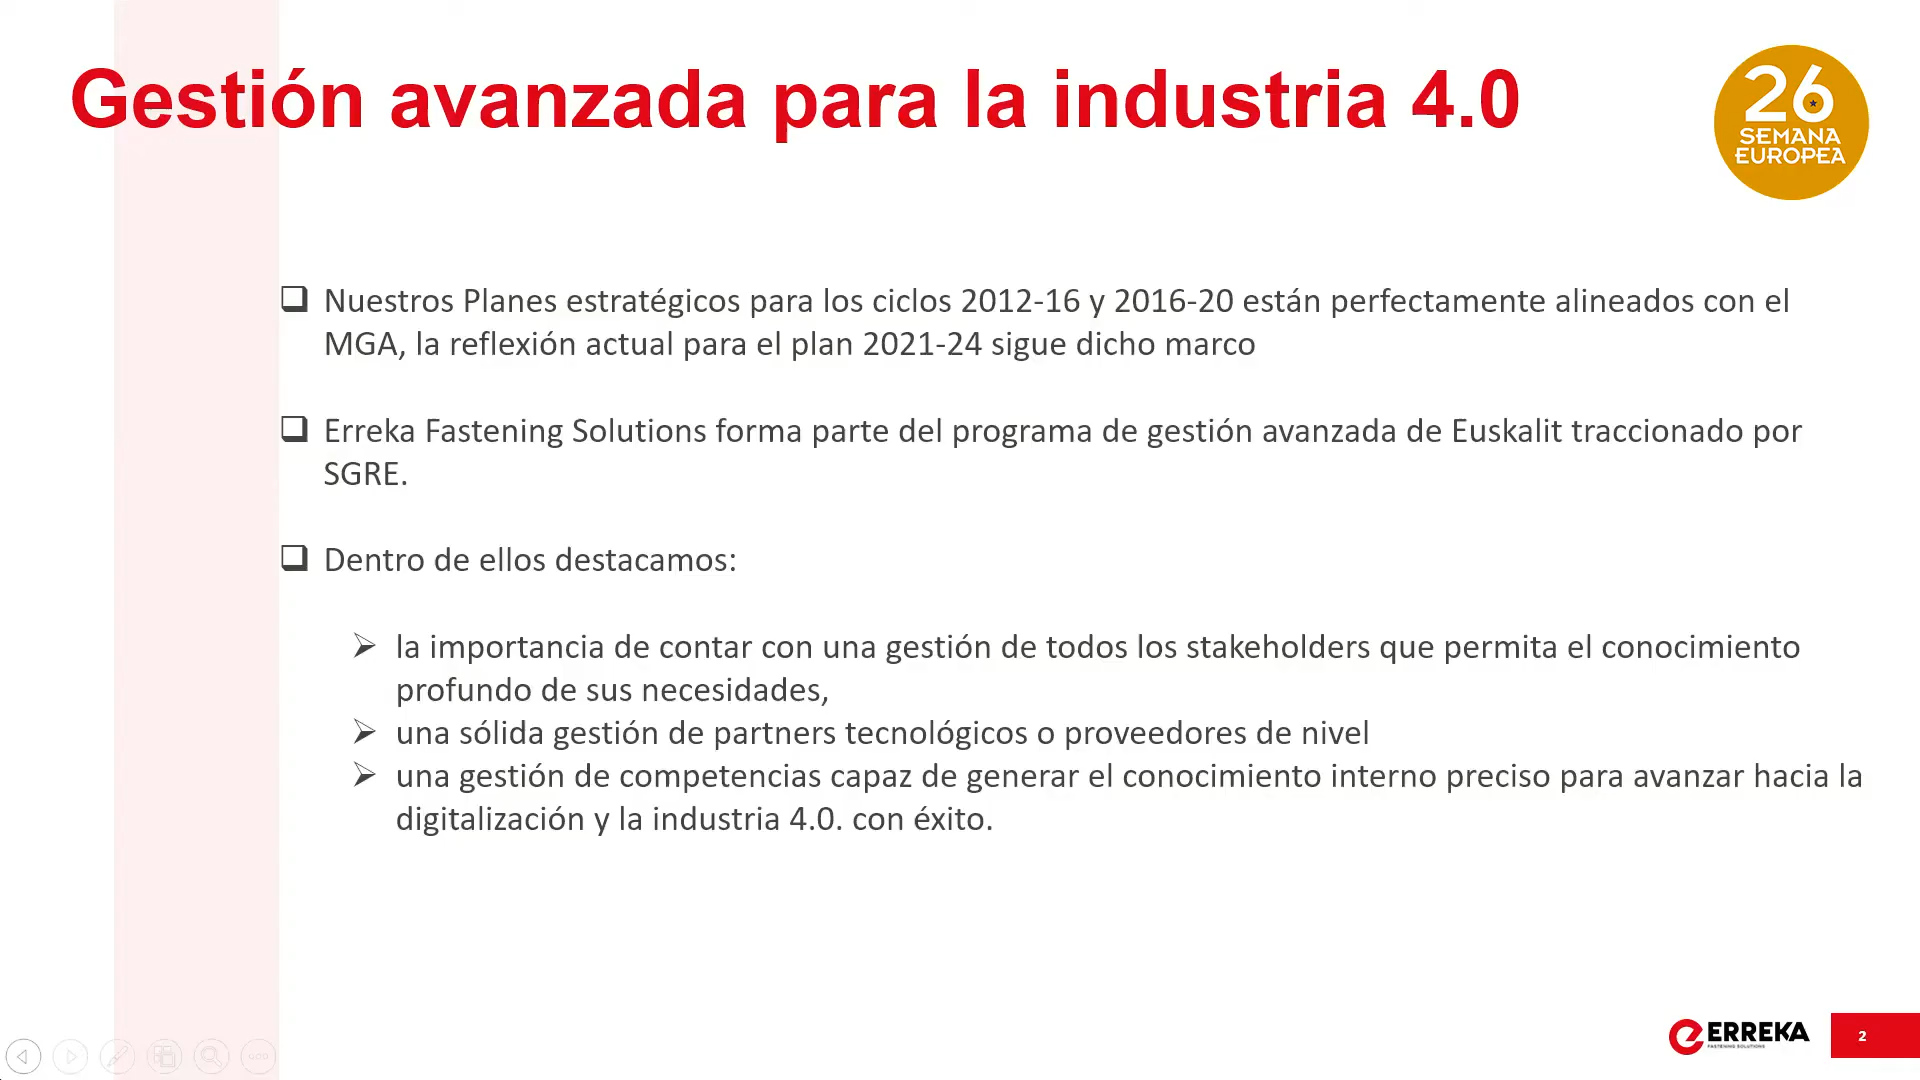 Gestión avanzada para la industria 4.0
26
SEMANA
EUROPEA
Nuestros Planes estratégicos para los ciclos 2012-16 y 2016-20 están perfectamente alineados con el
MGA, la reflexión actual para el plan 2021-24 sigue dicho marco
Erreka Fastening Solutions forma parte del programa de gestión avanzada de Euskalit traccionado por
SGRE.
Dentro de ellos destacamos:
la importancia de contar con una gestión de todos los stakeholders que permita el conocimiento
profundo de sus necesidades,
una sólida gestión de partners tecnológicos o proveedores de nivel
una gestión de competencias capaz de generar el conocimiento interno preciso para avanzar hacia la
digitalización y la industria 4.0. con éxito.
ERREKA
FASTENING SOLUTIONS
2